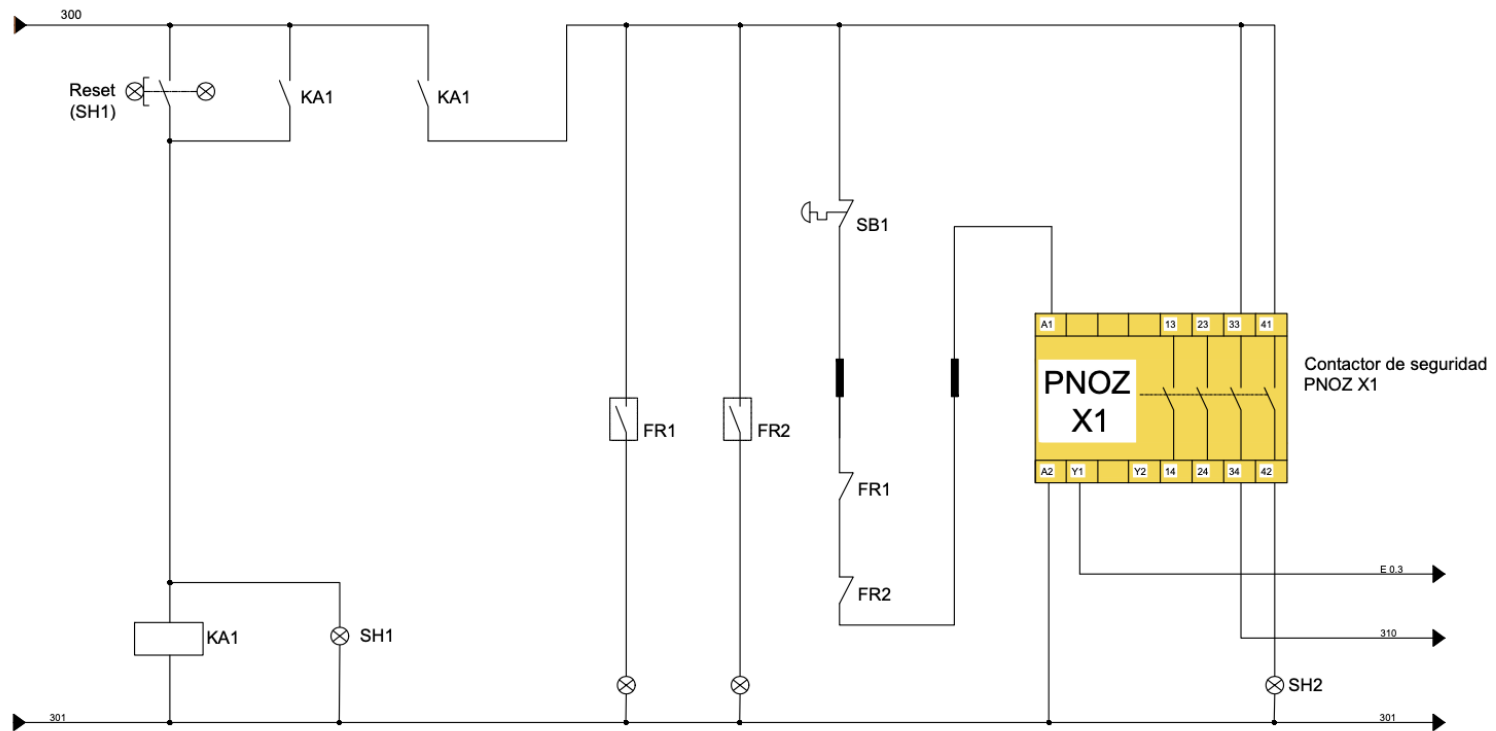 300
Reset
(SH1)
KA1
KA1
SB1
A1
13
23
33
41
Contactor de seguridad
PNOZ X1
PNOZ
X1
FR1
FR2
A2
Y1
Y2
14
24
34
42
FR1
E 0.3
FR2
KA1
SH1
310
SH2
301
301